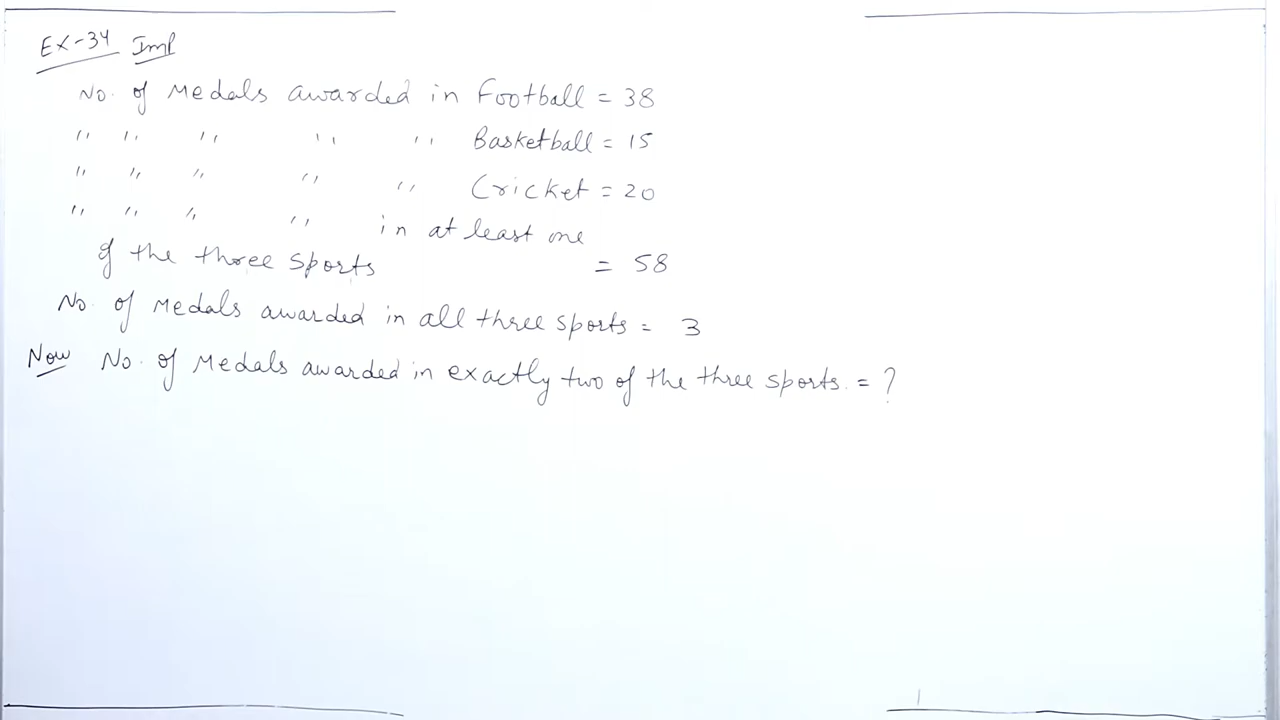 Ex-34 Imp
No. of Medals awarded in Football = 38
" " " " " Basketball = 15
" " " " " Cricket = 20
" " " " in at least one
of the three sports = 58
No. of Medals awarded in all three sports = 3
Now No. of Medals awarded in exactly two of the three sports. = ?